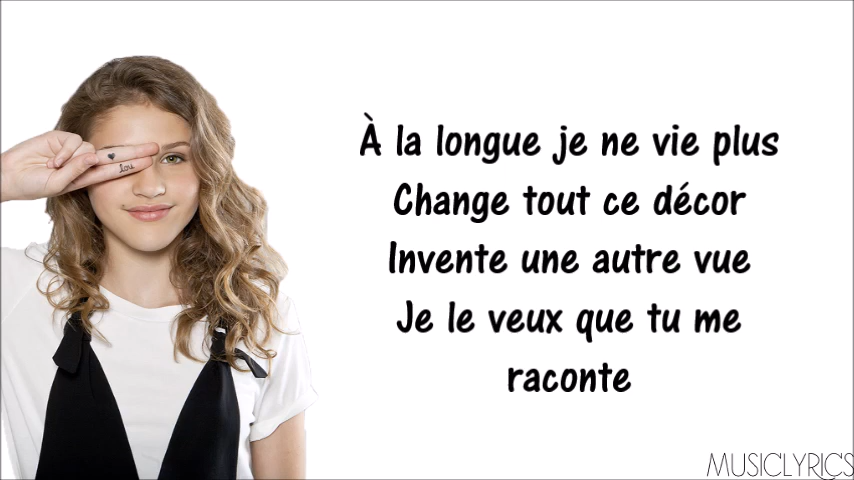 lou
À la longue je ne vie plus
Change tout ce décor
Invente une autre vue
Je le veux que tu me
raconte
MUSICLYRICS